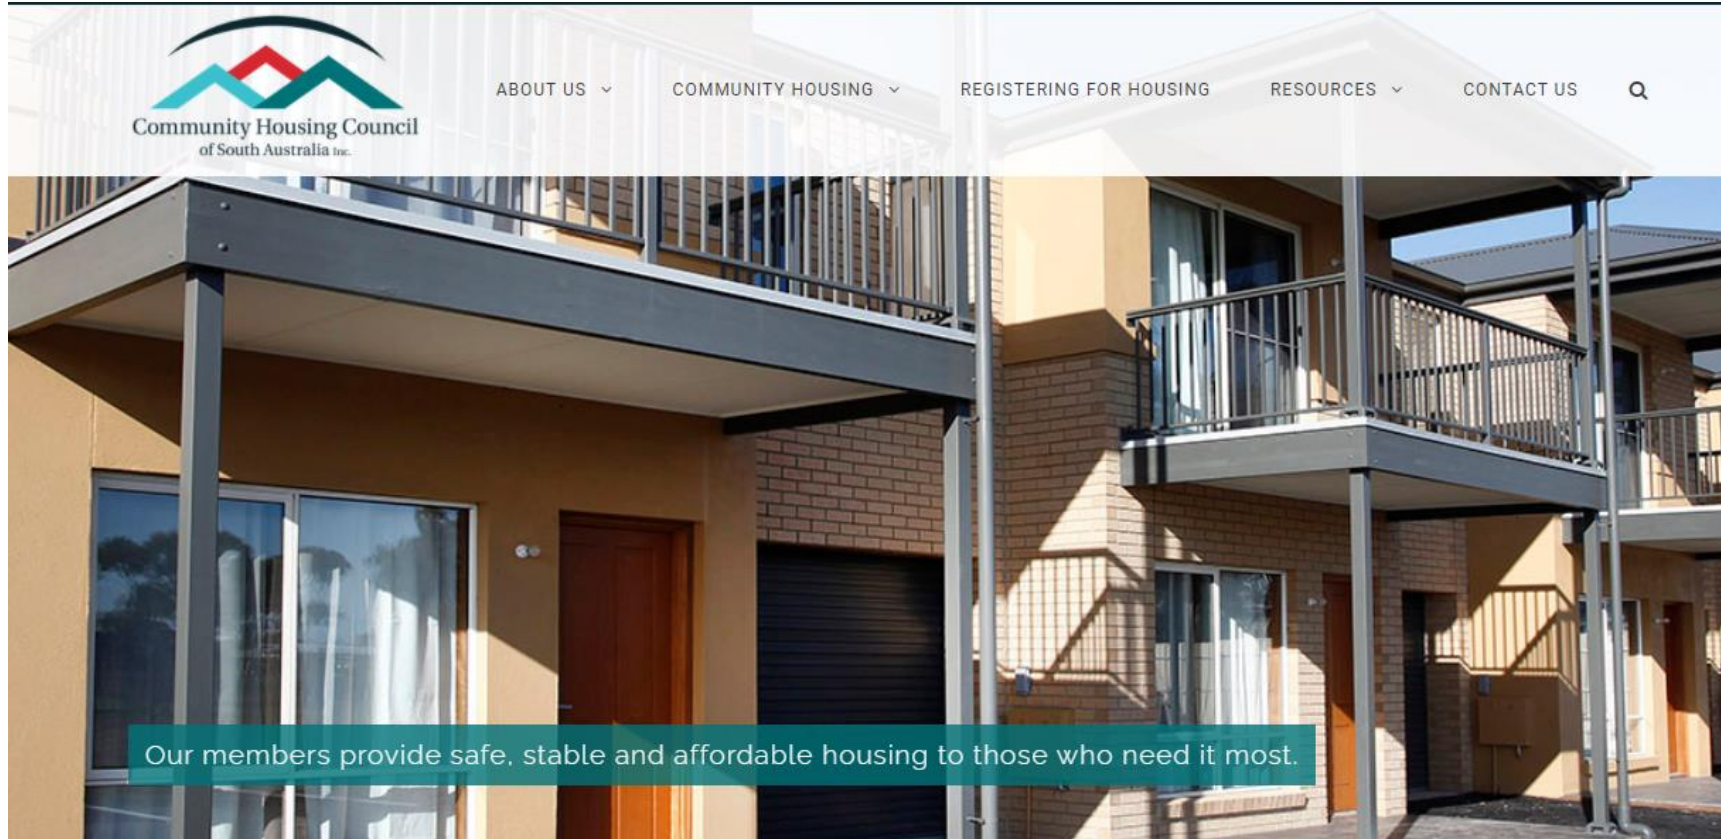 Community Housing Council
of South Australia Inc.
ABOUT US
COMMUNITY HOUSING
REGISTERING FOR HOUSING
RESOURCES
CONTACT US
Our members provide safe, stable and affordable housing to those who need it most.